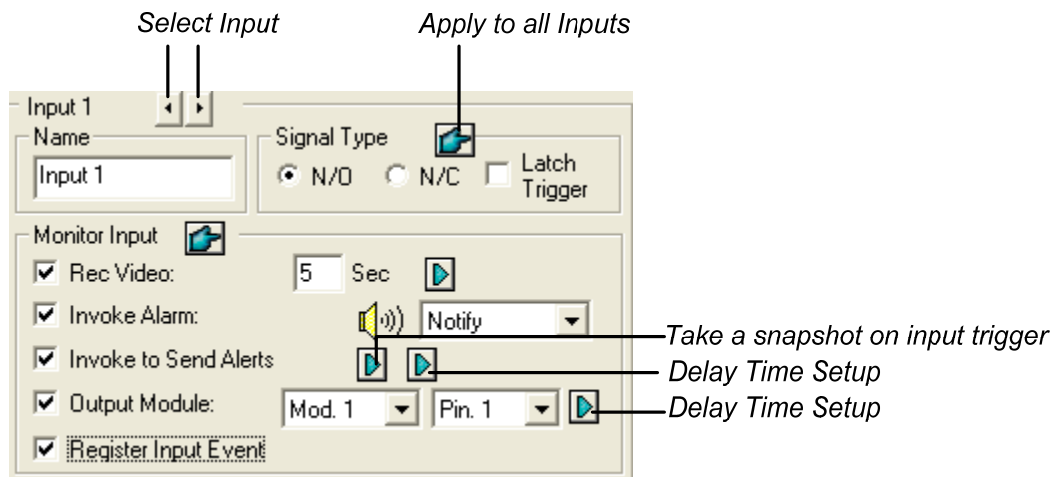 Select Input
Apply to all Inputs
Input 1
Name
Signal Type
Input 1
N/O
N/C
Latch
Trigger
Monitor Input
Rec Video:
5
Sec
Invoke Alarm:
Notify
Take a snapshot on input trigger
Invoke to Send Alerts
Delay Time Setup
Output Module:
Mod. 1
Pin. 1
Delay Time Setup
Register Input Event